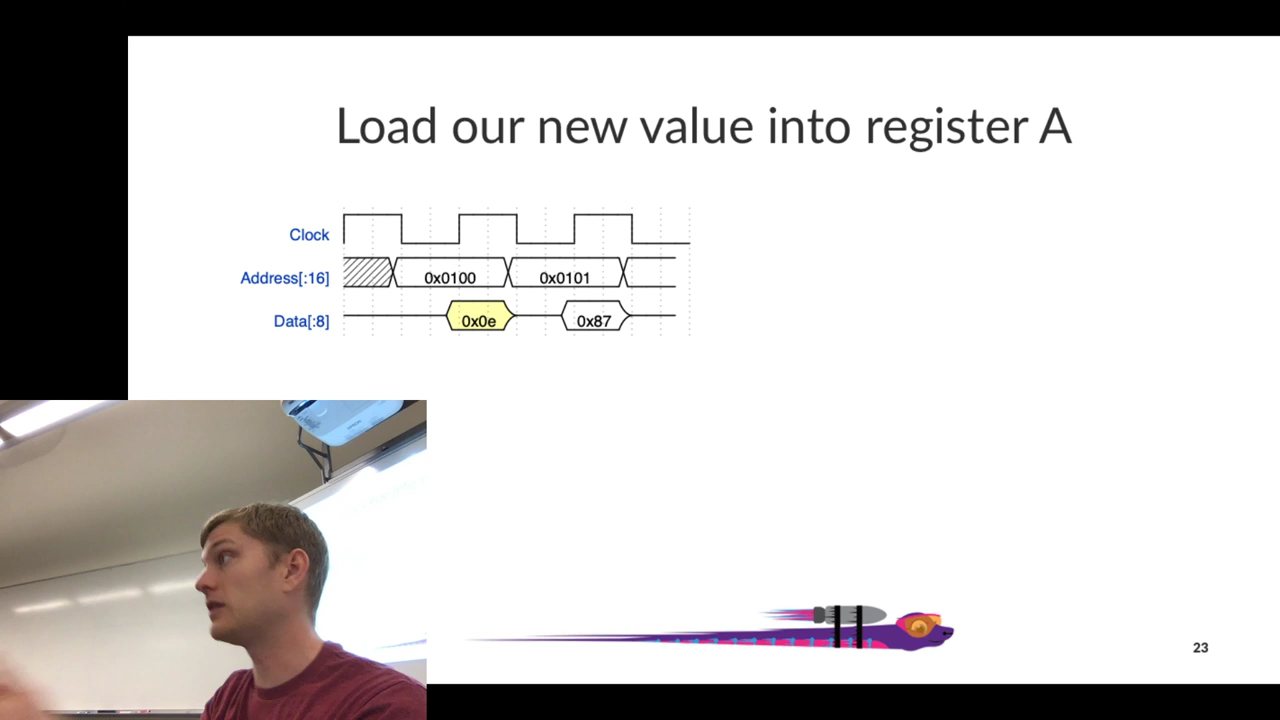 Load our new value into register A
Clock
Address[:16]
0x0100
0x0101
Data[:8]
0x0e
0x87
23